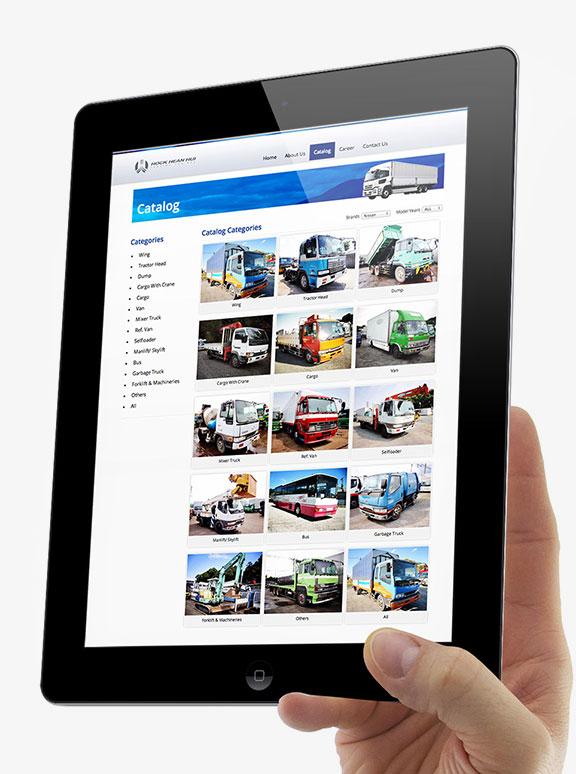 HOCK HEAN HUI
Home About Us Catalog Career Contact Us
Catalog
Brands Nissan Model Years ALL
Categories
Wing
Tractor Head
Dump
Cargo With Crane
Cargo
Van
Mixer Truck
Ref. Van
Selfloader
Manlift/ Skylift
Bus
Garbage Truck
Forklift & Machineries
Others
All
Catalog Categories
Wing Tractor Head Dump
Cargo With Crane Cargo Van
Mixer Truck Ref. Van Selfloader
Manlift/ Skylift Bus Garbage Truck
Forklift & Machineries Others All